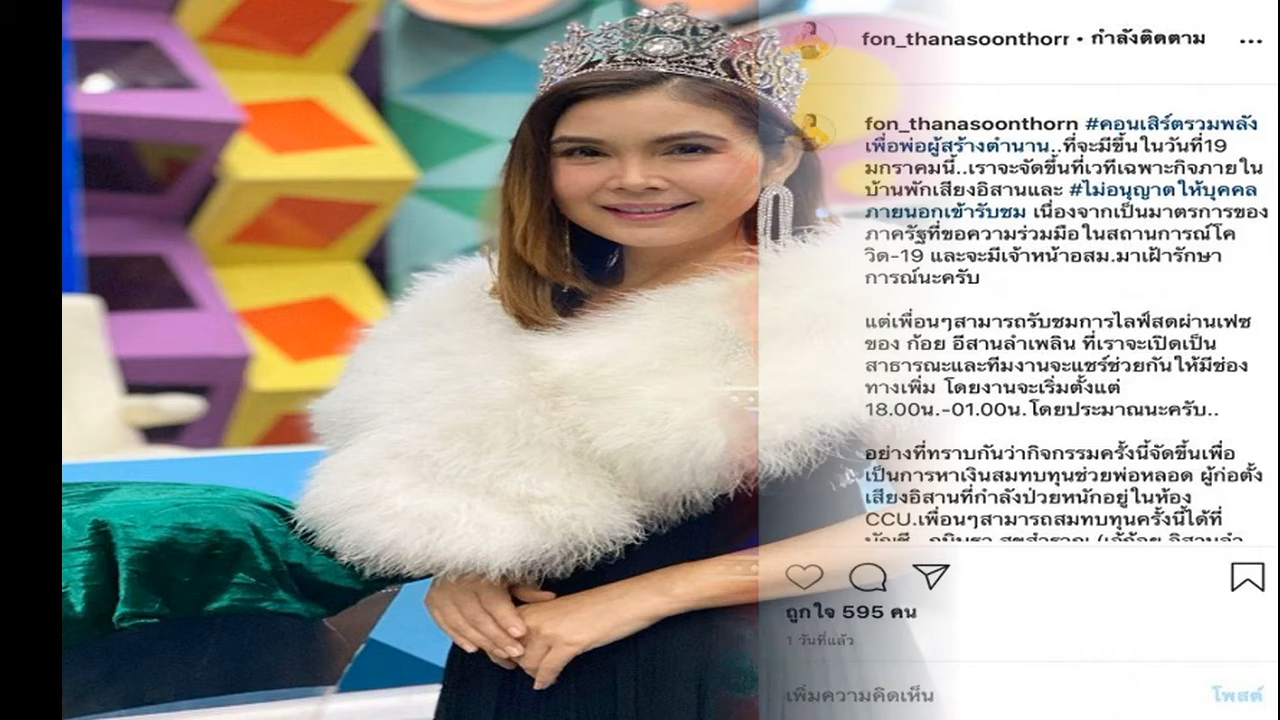 fon_thanasoonthorr • กำลังติดตาม
fon_thanasoonthorn #คอนเสิร์ตรวมพลัง
เพื่อพ่อผู้สร้างตำนาน..ที่จะมีขึ้นในวันที่19
มกราคมนี้..เราจะจัดขึ้นที่เวทีเฉพาะกิจภายใน
บ้านพักเสียงอิสานและ #ไม่อนุญาตให้บุคคล
ภายนอกเข้ารับชม เนื่องจากเป็นมาตรการของ
ภาครัฐที่ขอความร่วมมือในสถานการณ์โค
วิด-19 และจะมีเจ้าหน้าอสม.มาเฝ้ารักษา
การณ์นะครับ
แต่เพื่อนๆสามารถรับชมการไลฟ์สดผ่านเฟซ
ของ ก้อย อีสานลำเพลิน ที่เราจะเปิดเป็น
สาธารณะและทีมงานจะแชร์ช่วยกันให้มีช่อง
ทางเพิ่ม โดยงานจะเริ่มตั้งแต่
18.00น.-01.00น.โดยประมาณนะครับ..
อย่างที่ทราบกันว่ากิจกรรมครั้งนี้จัดขึ้นเพื่อ
เป็นการหาเงินสมทบทุนช่วยพ่อหลอด ผู้ก่อตั้ง
เสียงอิสานที่กำลังป่วยหนักอยู่ในห้อง
CCU.เพื่อนๆสามารถสมทบทุนครั้งนี้ได้ที่
ถูกใจ 595 คน
1 วันที่แล้ว
เพิ่มความคิดเห็น
โพสต์